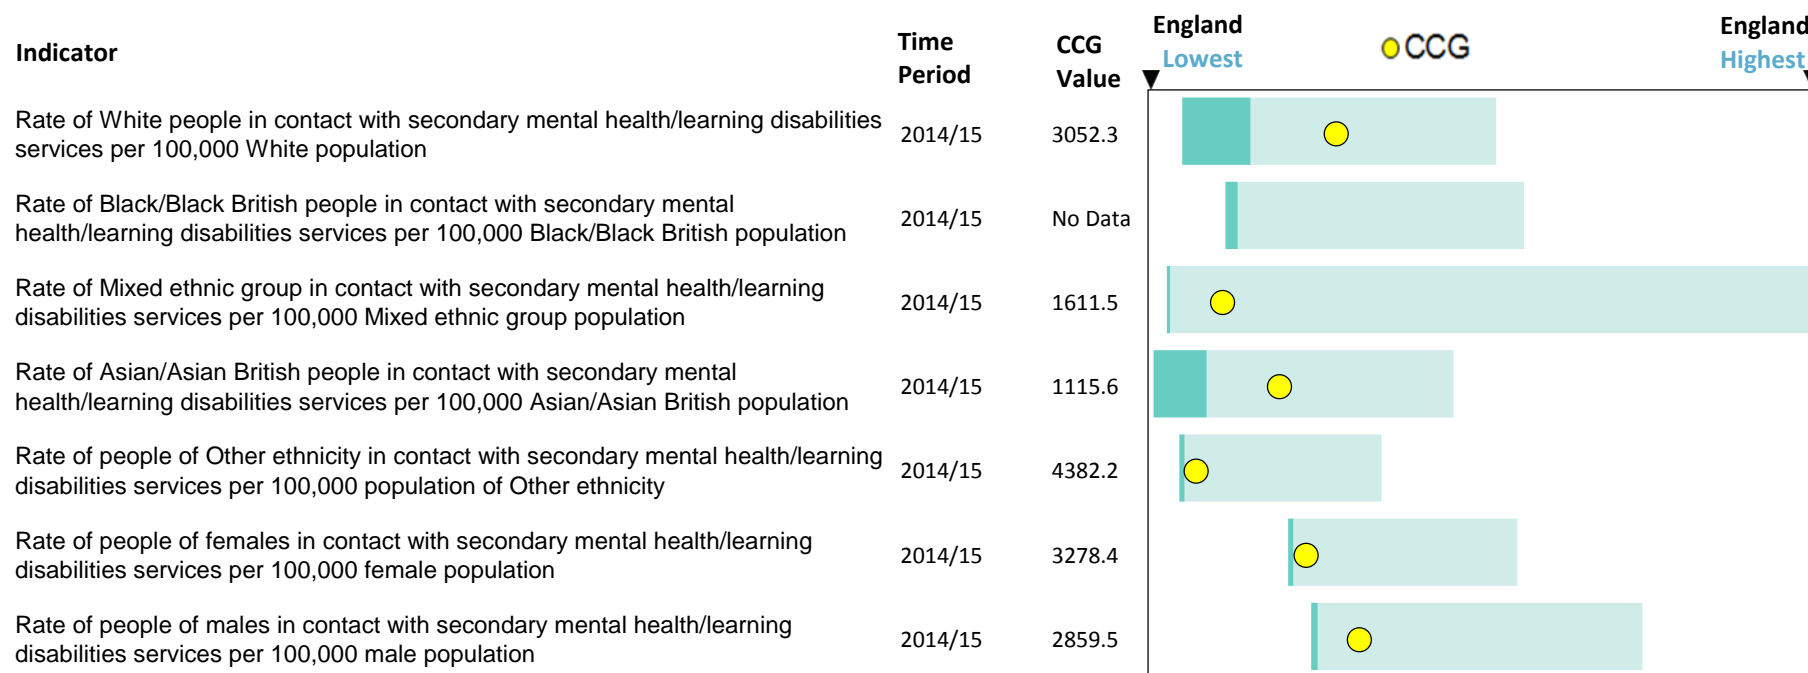 Indicator
Time
Period
CCG
Value
England
Lowest
CCG
England
Highest
Rate of White people in contact with secondary mental health/learning disabilities
services per 100,000 White population
2014/15
3052.3
Rate of Black/Black British people in contact with secondary mental
health/learning disabilities services per 100,000 Black/Black British population
2014/15
No Data
Rate of Mixed ethnic group in contact with secondary mental health/learning
disabilities services per 100,000 Mixed ethnic group population
2014/15
1611.5
Rate of Asian/Asian British people in contact with secondary mental
health/learning disabilities services per 100,000 Asian/Asian British population
2014/15
1115.6
Rate of people of Other ethnicity in contact with secondary mental health/learning
disabilities services per 100,000 population of Other ethnicity
2014/15
4382.2
Rate of people of females in contact with secondary mental health/learning
disabilities services per 100,000 female population
2014/15
3278.4
Rate of people of males in contact with secondary mental health/learning
disabilities services per 100,000 male population
2014/15
2859.5